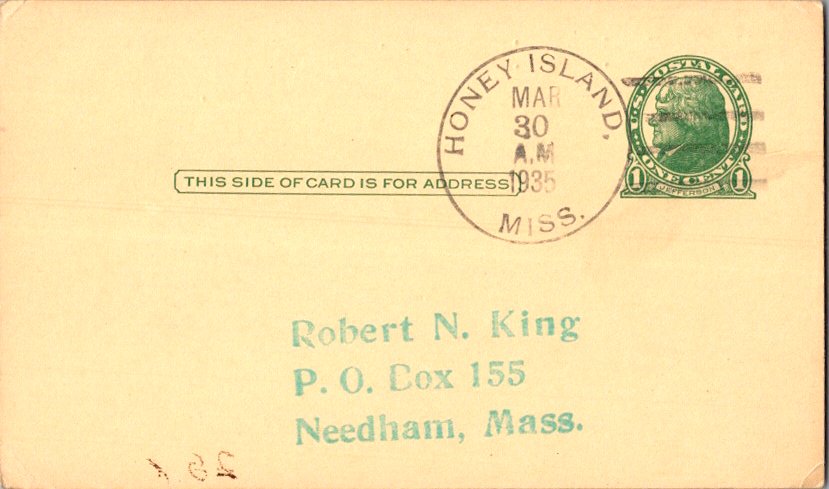 HONEY ISLAND,
MAR
30
A.M
1935
MISS.
U.S. POSTAL CARD
ONE CENT
1 JEFFERSON 1
THIS SIDE OF CARD IS FOR ADDRESS
Robert N. King
P. O. Box 155
Needham, Mass.